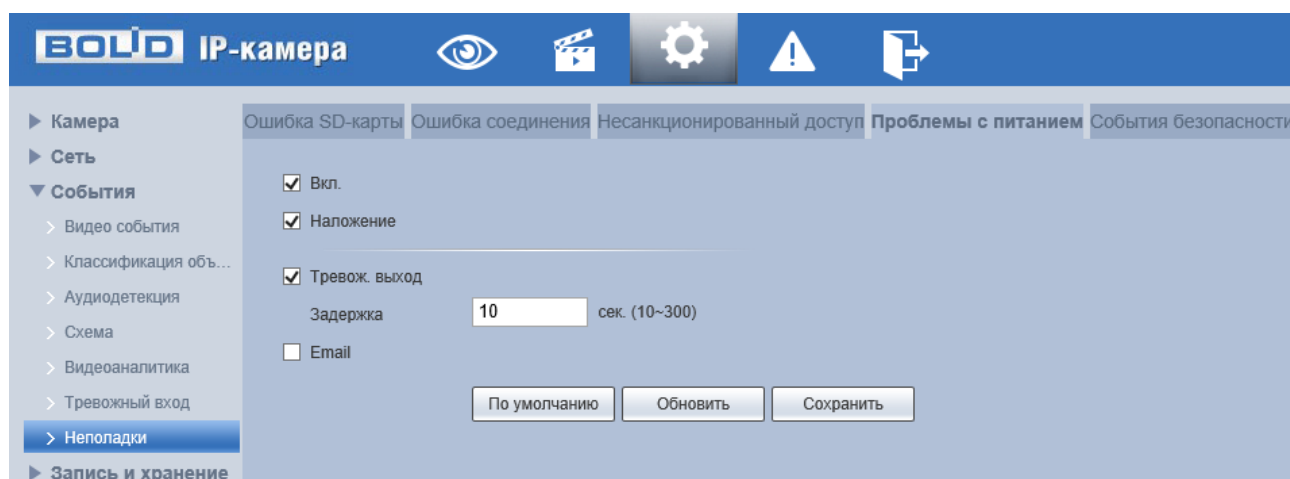 BOLID IP-камера
Камера
Сеть
События
Видео события
Классификация объ...
Аудиодетекция
Схема
Видеоаналитика
Тревожный вход
Неполадки
Запись и хранение
Ошибка SD-карты Ошибка соединения Несанкционированный доступ Проблемы с питанием События безопасности
Вкл.
Наложение
Тревож. выход
Задержка 10 сек. (10~300)
Email
По умолчанию Обновить Сохранить